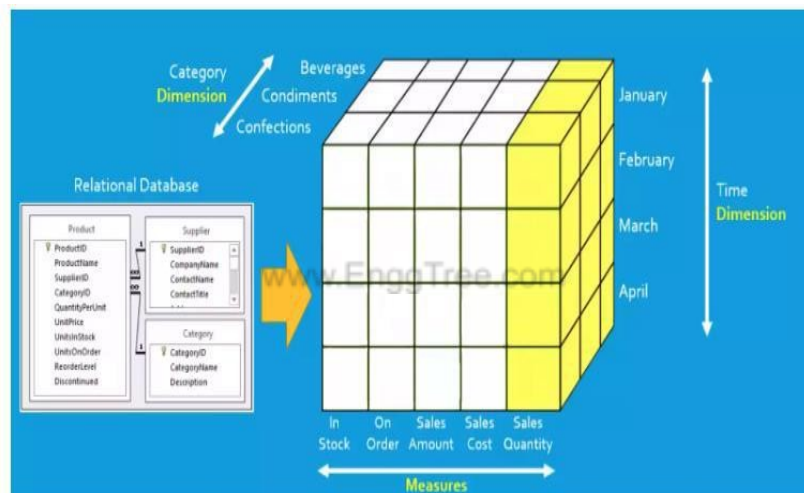 Category
Dimension
Beverages
Condiments
Confections
January
February
March
April
Time
Dimension
Relational Database
Product
ProductID
ProductName
SupplierID
CategoryID
QuantityPerUnit
UnitPrice
UnitsInStock
UnitsOnOrder
ReorderLevel
Discontinued
Supplier
SupplierID
CompanyName
ContactName
ContactTitle
Category
CategoryID
CategoryName
Description
1
1
www.EnggTree.com
In
Stock
On
Order
Sales
Amount
Sales
Cost
Sales
Quantity
Measures